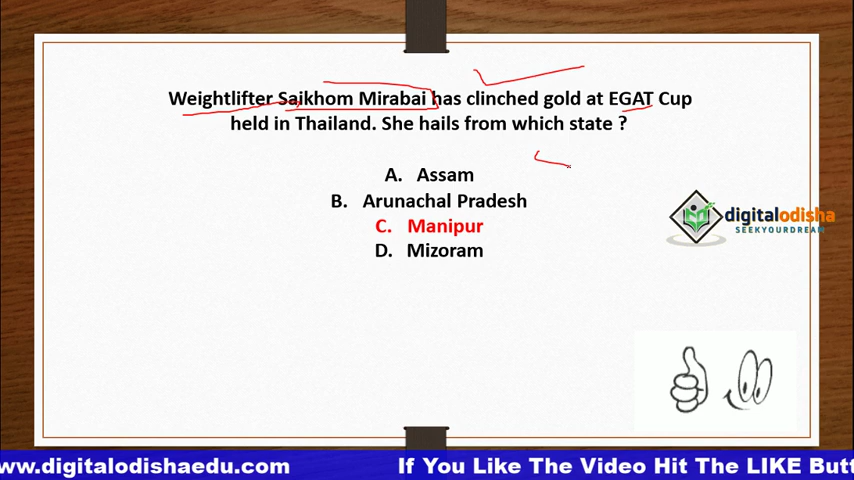 Weightlifter Saikhom Mirabai has clinched gold at EGAT Cup
held in Thailand. She hails from which state ?
A. Assam
B. Arunachal Pradesh
C. Manipur
D. Mizoram
digitalodisha
SEEKYOURDREAM
www.digitalodishaedu.com If You Like The Video Hit The LIKE Butt